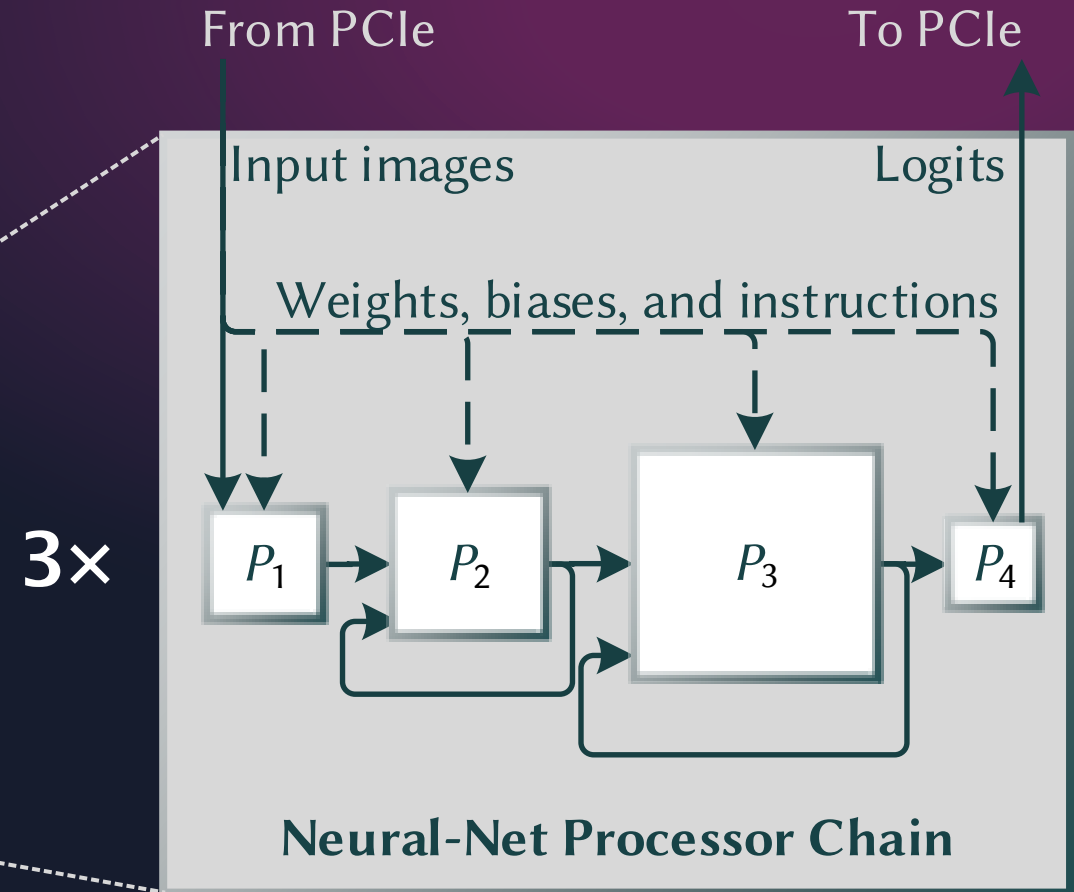 From PCIe
To PCIe
Input images
Logits
Weights, biases, and instructions
3×
P1
P2
P3
P4
Neural-Net Processor Chain